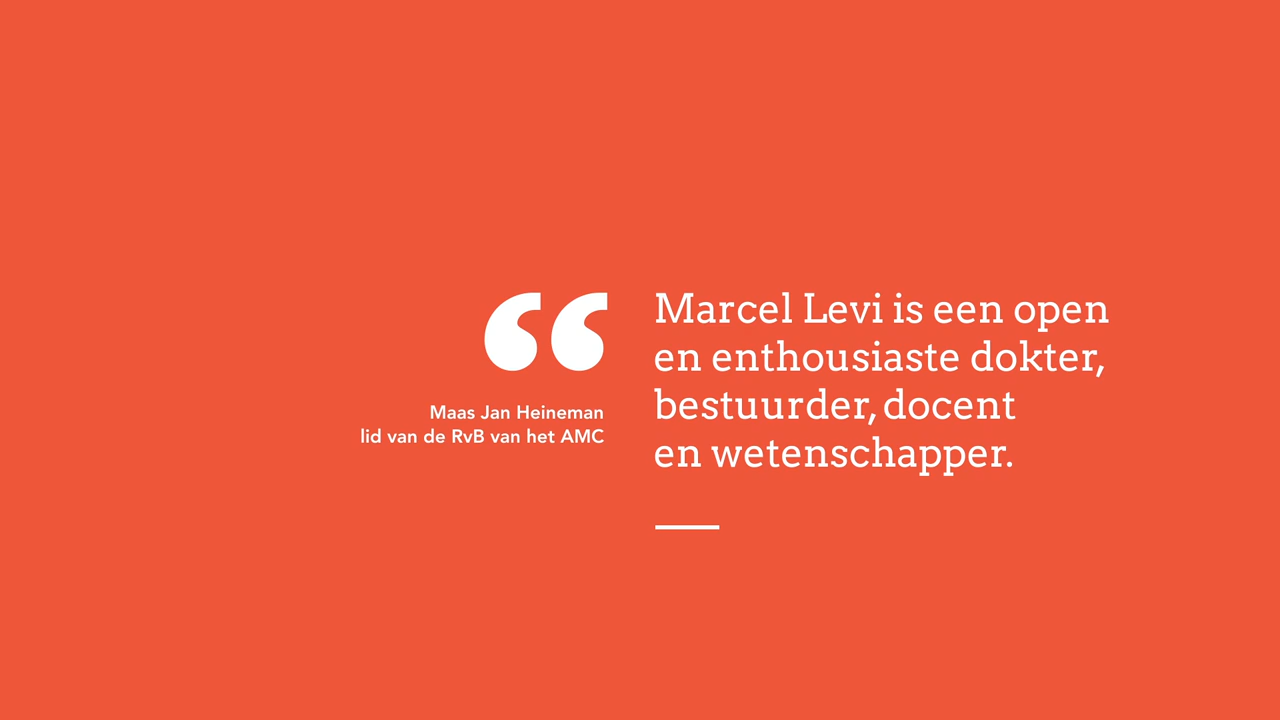 “
Maas Jan Heineman
lid van de RvB van het AMC
Marcel Levi is een open
en enthousiaste dokter,
bestuurder, docent
en wetenschapper.